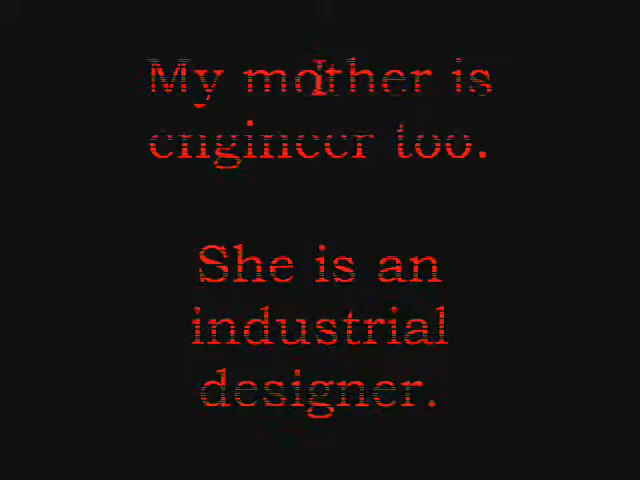 My mother is
engineer too.
She is an
industrial
designer.